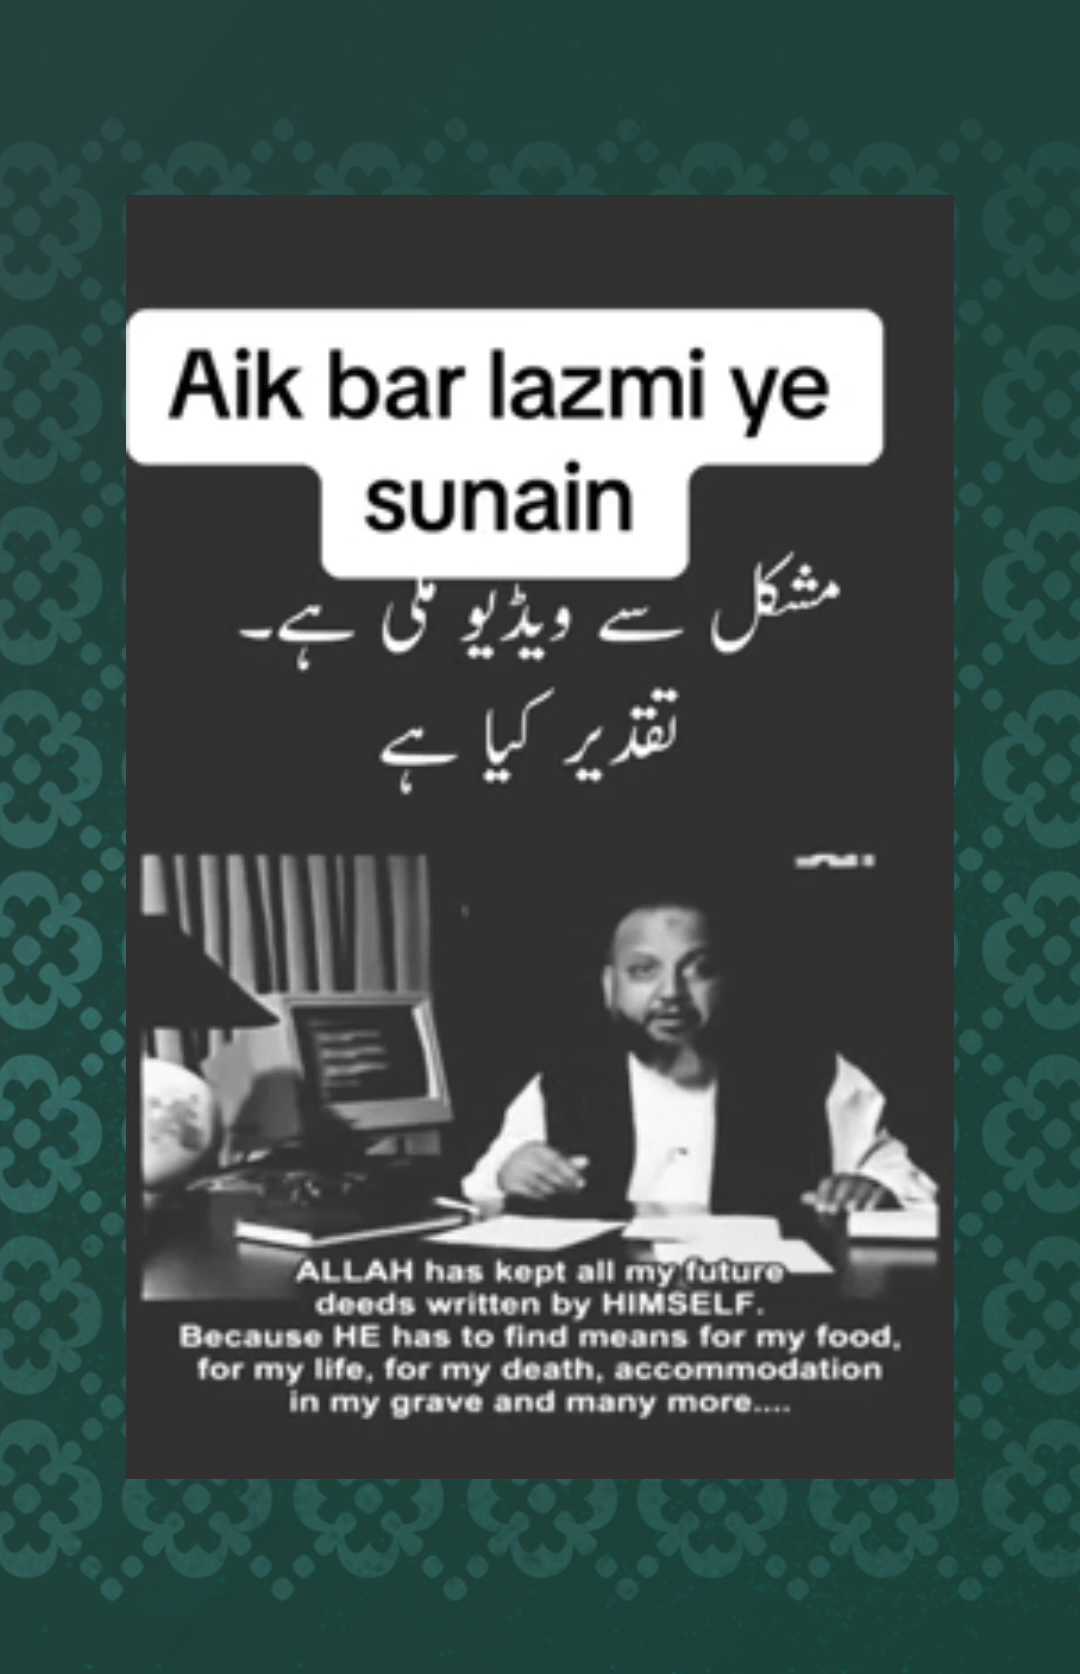 Aik bar lazmi ye
sunain
مشکل سے ویڈیو ملی ہے۔
تقدیر کیا ہے
ALLAH has kept all my future
deeds written by HIMSELF.
Because HE has to find means for my food,
for my life, for my death, accommodation
in my grave and many more....